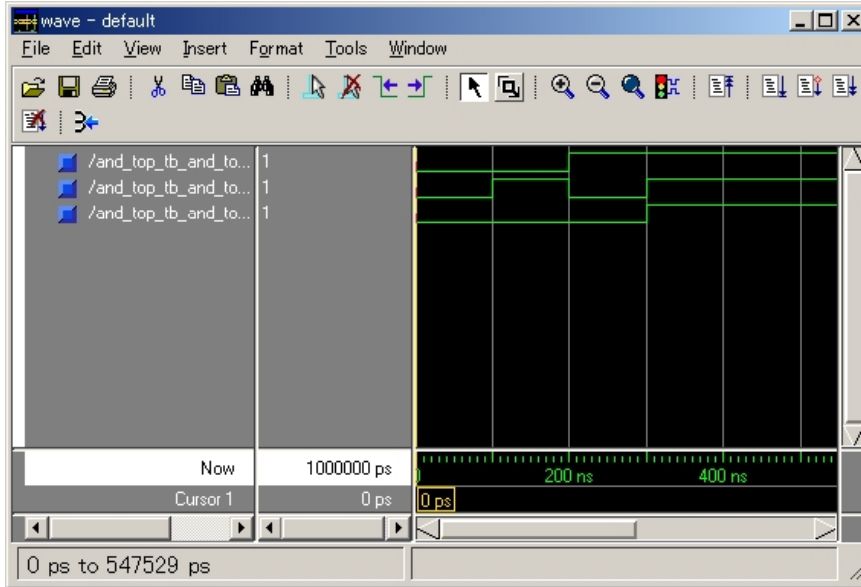 wave - default
File Edit View Insert Format Tools Window
/and_top_tb_and_to... 1
/and_top_tb_and_to... 1
/and_top_tb_and_to... 1
Now 1000000 ps
0 200 ns 400 ns
Cursor 1 0 ps 0 ps
0 ps to 547529 ps